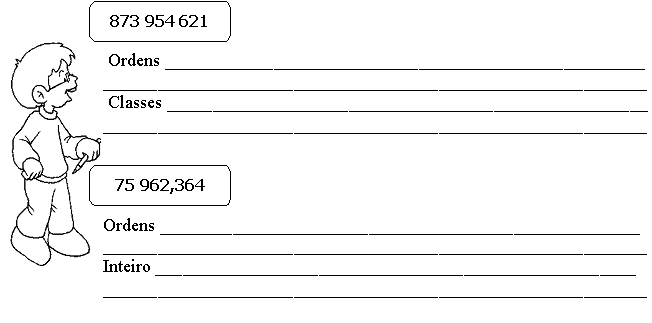 873 954 621
Ordens
Classes
75 962,364
Ordens
Inteiro